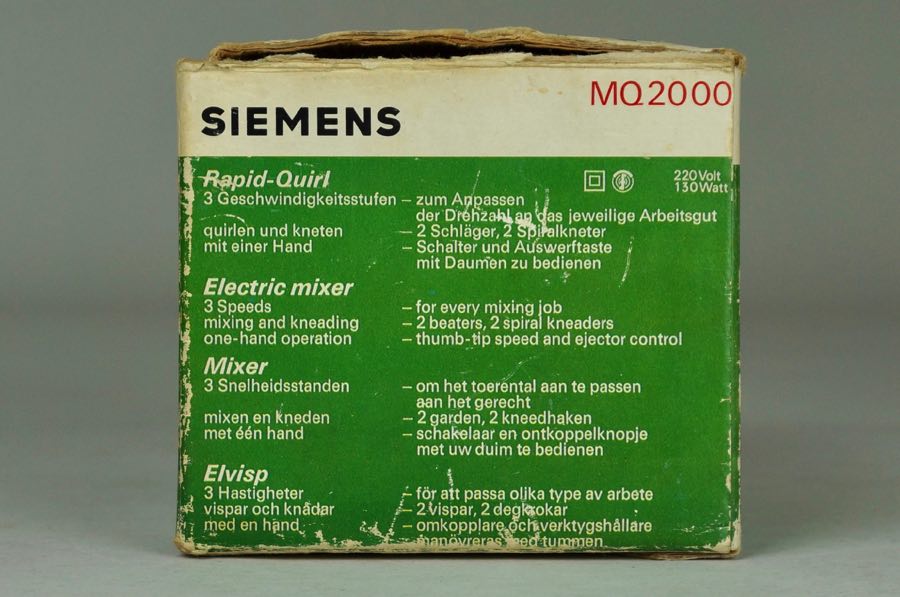 MQ2000
SIEMENS
Rapid-Quirl
220 Volt
130 Watt
3 Geschwindigkeitsstufen – zum Anpassen
der Drehzahl an das jeweilige Arbeitsgut
quirlen und kneten – 2 Schläger, 2 Spiralkneter
mit einer Hand – Schalter und Auswerftaste
mit Daumen zu bedienen
Electric mixer
3 Speeds – for every mixing job
mixing and kneading – 2 beaters, 2 spiral kneaders
one-hand operation – thumb-tip speed and ejector control
Mixer
3 Snelheidsstanden – om het toerental aan te passen
aan het gerecht
mixen en kneden – 2 garden, 2 kneedhaken
met één hand – schakelaar en ontkoppelknopje
met uw duim te bedienen
Elvisp
3 Hastigheter – för att passa olika type av arbete
vispar och knådar – 2 vispar, 2 degkrokar
med en hand – omkopplare och verktygshållare
manövreras med tummen